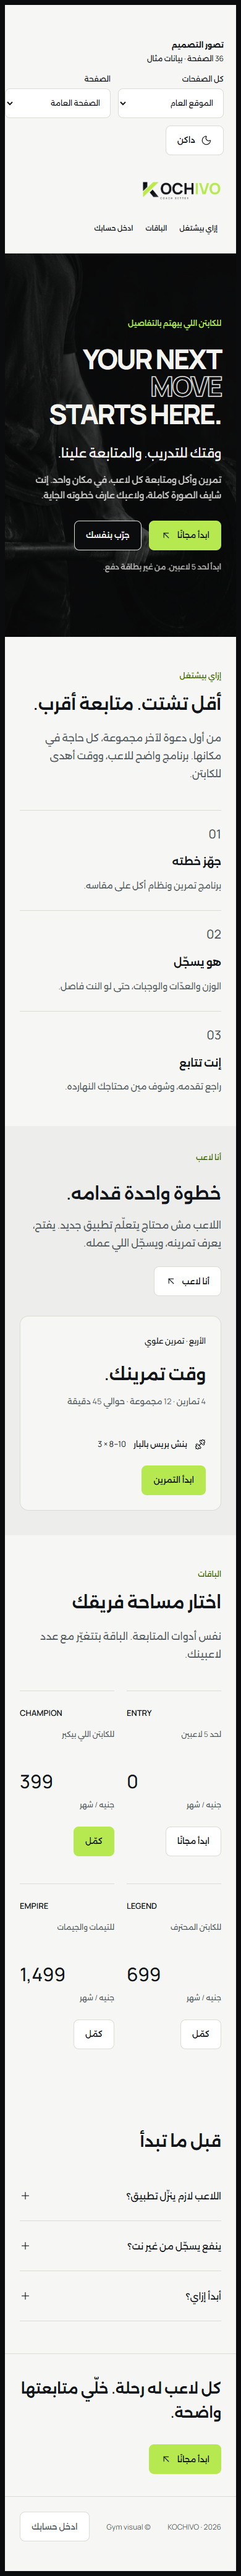 تصور التصميم
36 الصفحة · بيانات مثال
كل الصفحات
الصفحة
الموقع العام
الصفحة العامة
داكن
KOCHIVO
إزاي بيشتغل
الباقات
ادخل حسابك
للكابتن اللي بيهتم بالتفاصيل
YOUR NEXT
MOVE
STARTS HERE.
وقتك للتدريب. والمتابعة علينا.
تمرين وأكل ومتابعة كل لاعب، في مكان واحد. إنت
شايف الصورة كاملة، ولاعبك عارف خطوته الجاية.
ابدأ مجانًا
جرّب بنفسك
ابدأ لحد 5 لاعيبين. من غير بطاقة دفع.
إزاي بيشتغل
أقل تشتت. متابعة أقرب.
من أول دعوة لآخر مجموعة، كل حاجة في
مكانها. برنامج واضح للاعب، ووقت أهدى
للكابتن.
01
جهّز خطته
برنامج تمرين ونظام أكل على مقاسه.
02
هو يسجّل
الوزن والعدّات والوجبات، حتى لو النت فاصل.
03
إنت تتابع
راجع تقدمه، وشوف مين محتاجك النهارده.
أنا لاعب
خطوة واحدة قدامه.
اللاعب مش محتاج يتعلّم تطبيق جديد. يفتح،
يعرف تمرينه، ويسجّل اللي عمله.
أنا لاعب
الأربع · تمرين علوي
وقت تمرينك.
4 تمارين · 12 مجموعة · حوالي 45 دقيقة
بنش بريس بالبار
3 × 8–10
ابدأ التمرين
الباقات
اختار مساحة فريقك
نفس أدوات المتابعة. الباقة بتتغيّر مع عدد
لاعبينك.
ENTRY
لحد 5 لاعبين
0
جنيه / شهر
ابدأ مجانًا
CHAMPION
للكابتن اللي بيكبر
399
جنيه / شهر
كمّل
LEGEND
للكابتن المحترف
699
جنيه / شهر
كمّل
EMPIRE
للتيمات والجيمات
1,499
جنيه / شهر
كمّل
قبل ما تبدأ
اللاعب لازم ينزّل تطبيق؟
ينفع يسجّل من غير نت؟
أبدأ إزاي؟
كل لاعب له رحلة. خلّي متابعتها
واضحة.
ابدأ مجانًا
KOCHIVO · 2026
Gym visual ©
ادخل حسابك